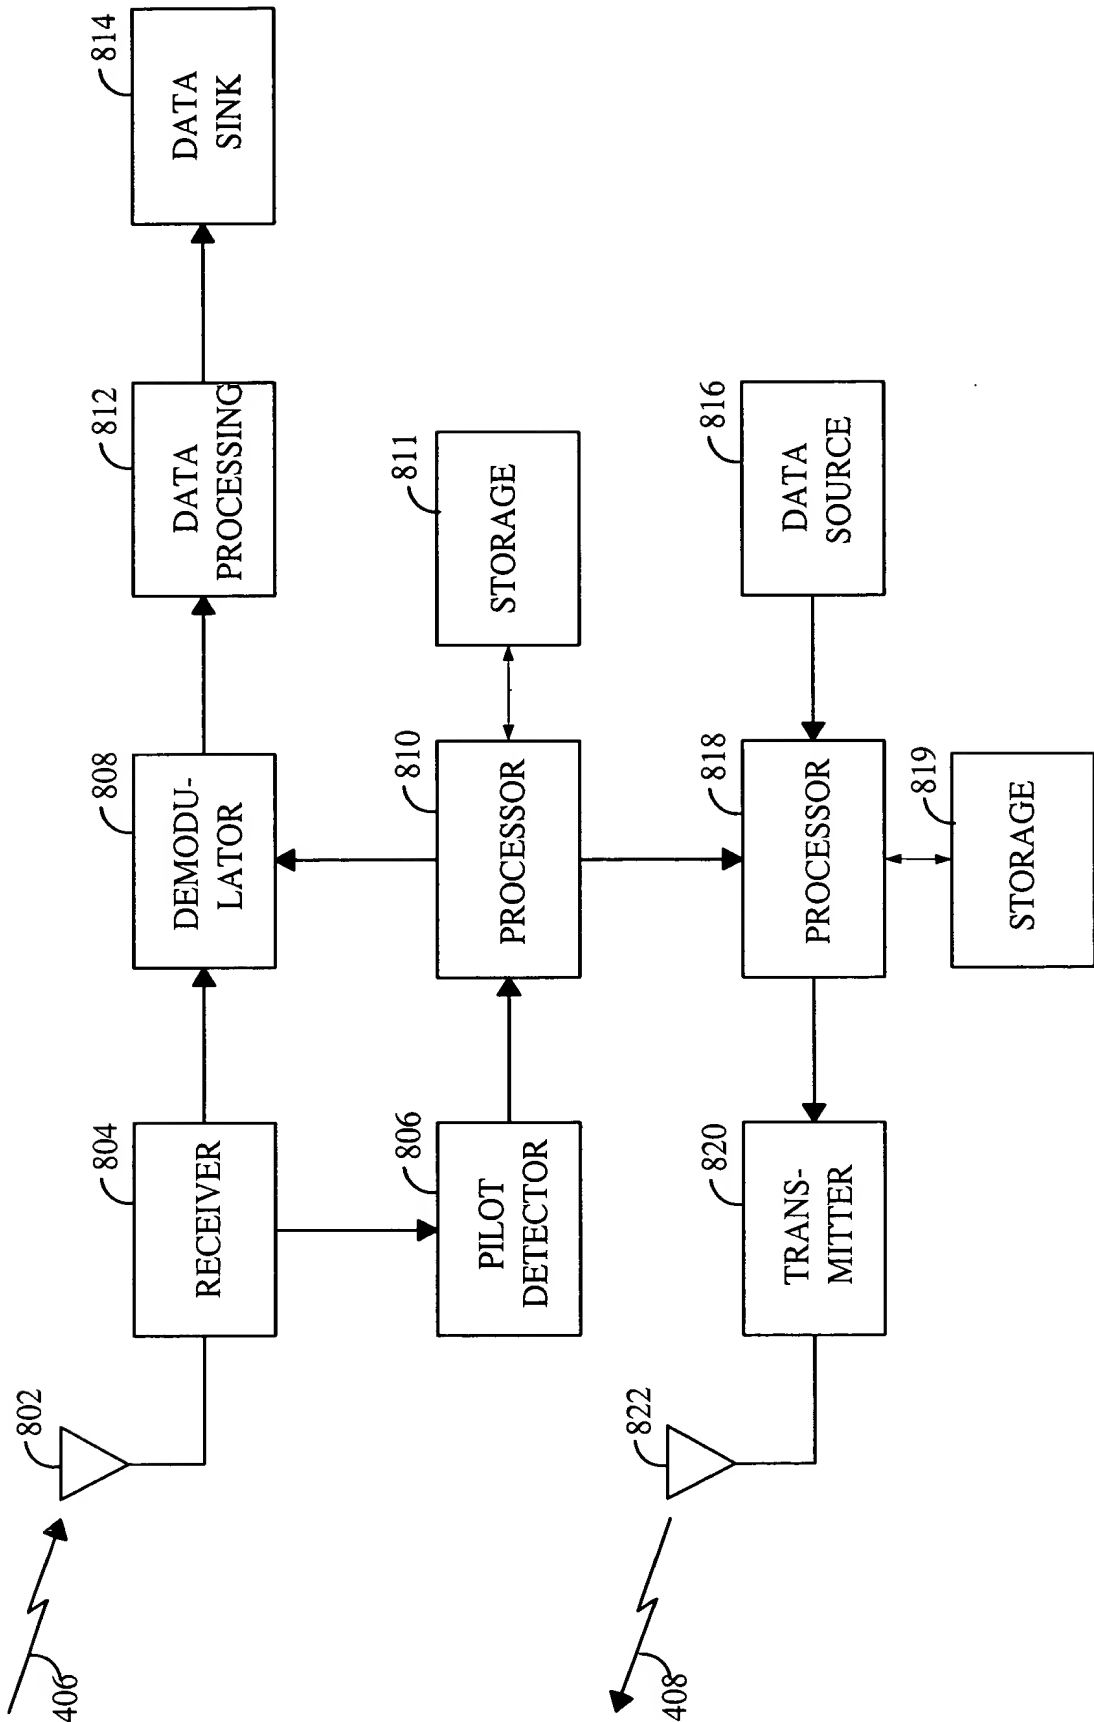 406
802
804
RECEIVER
808
DEMODU-
LATOR
812
DATA
PROCESSING
814
DATA
SINK
806
PILOT
DETECTOR
810
PROCESSOR
811
STORAGE
408
822
820
TRANS-
MITTER
818
PROCESSOR
816
DATA
SOURCE
819
STORAGE